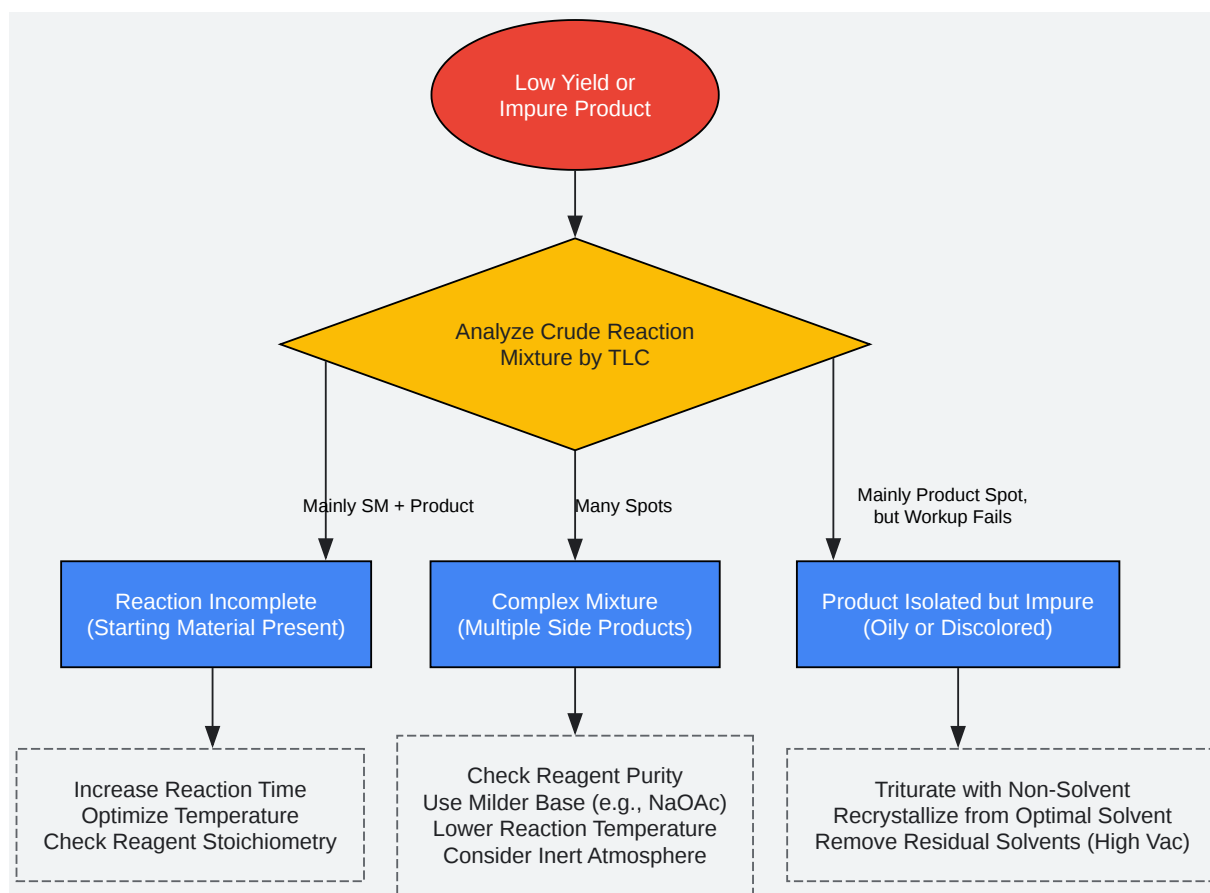 Low Yield or
Impure Product
Analyze Crude Reaction
Mixture by TLC
Mainly SM + Product
Many Spots
Mainly Product Spot,
but Workup Fails
Reaction Incomplete
(Starting Material Present)
Complex Mixture
(Multiple Side Products)
Product Isolated but Impure
(Oily or Discolored)
Increase Reaction Time
Optimize Temperature
Check Reagent Stoichiometry
Check Reagent Purity
Use Milder Base (e.g., NaOAc)
Lower Reaction Temperature
Consider Inert Atmosphere
Triturate with Non-Solvent
Recrystallize from Optimal Solvent
Remove Residual Solvents (High Vac)